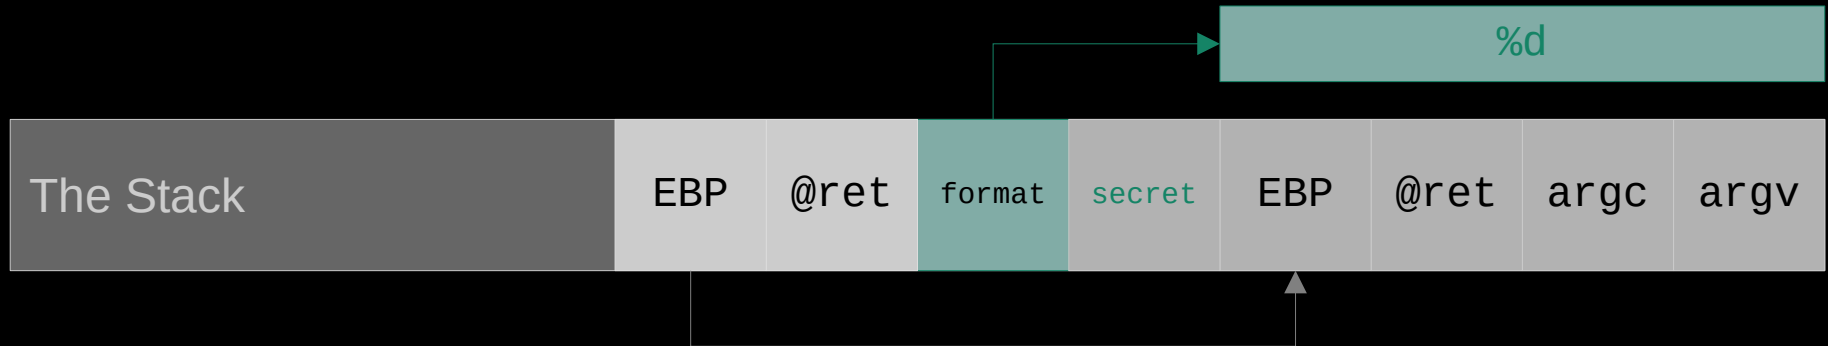 %d
The Stack
EBP
@ret
format
secret
EBP
@ret
argc
argv